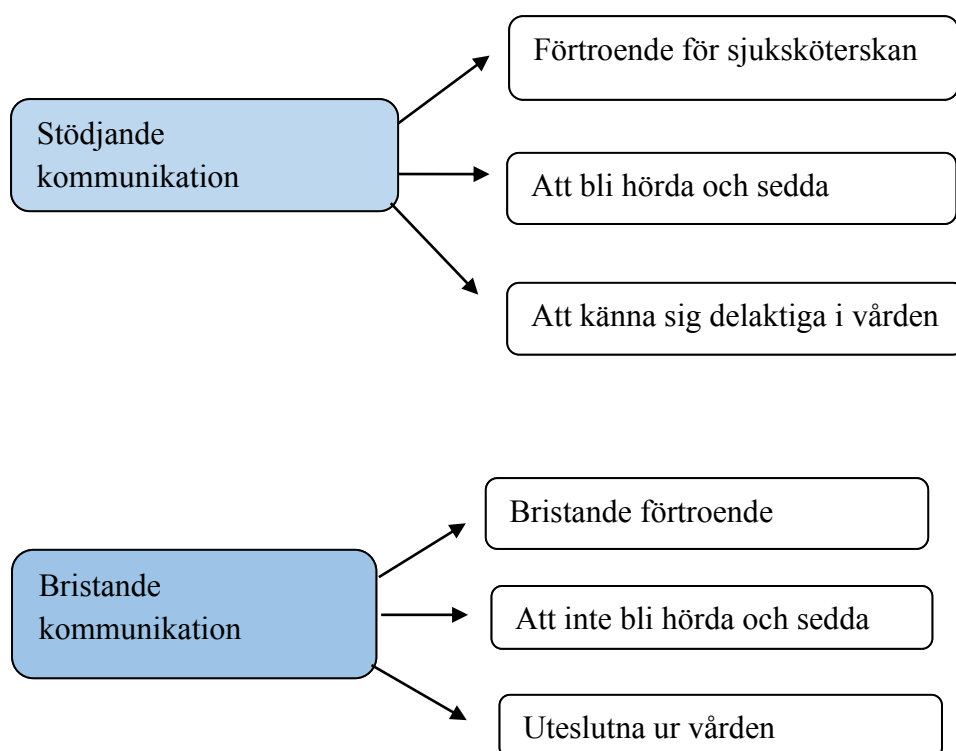 Förtroende för sjuksköterskan
Stödjande
kommunikation
Att bli hörda och sedda
Att känna sig delaktiga i vården
Bristande förtroende
Bristande
kommunikation
Att inte bli hörda och sedda
Uteslutna ur vården